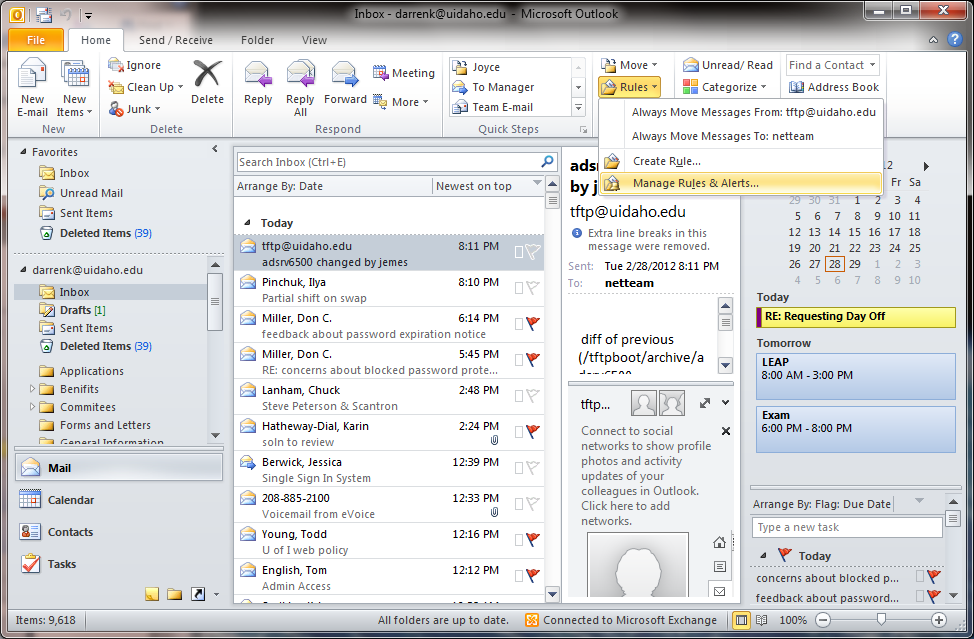 Inbox - darrenk@uidaho.edu - Microsoft Outlook
File Home Send / Receive Folder View
New E-mail
New Items
New
Ignore
Clean Up
Junk
Delete
Delete
Reply
Reply All
Forward
Meeting
More
Respond
Joyce
To Manager
Team E-mail
Quick Steps
Move
Rules
Unread/ Read
Categorize
Find a Contact
Address Book
Always Move Messages From: tftp@uidaho.edu
Always Move Messages To: netteam
Create Rule...
Manage Rules & Alerts...
Favorites
Inbox
Unread Mail
Sent Items
Deleted Items (39)
darrenk@uidaho.edu
Inbox
Drafts [1]
Sent Items
Deleted Items (39)
Applications
Benifits
Commitees
Forms and Letters
General Information
Mail
Calendar
Contacts
Tasks
Search Inbox (Ctrl+E)
Arrange By: Date Newest on top
Today
tftp@uidaho.edu 8:11 PM
adsrv6500 changed by jemes
Pinchuk, Ilya 8:10 PM
Partial shift on swap
Miller, Don C. 6:14 PM
feedback about password expiration notice
Miller, Don C. 5:45 PM
RE: concerns about blocked password prote...
Lanham, Chuck 2:48 PM
Steve Peterson & Scantron
Hatheway-Dial, Karin 2:24 PM
soln to review
Berwick, Jessica 12:39 PM
Single Sign In System
208-885-2100 12:33 PM
Voicemail from eVoice
Young, Todd 12:16 PM
U of I web policy
English, Tom 12:12 PM
Admin Access
adsr
by j
tftp@uidaho.edu
Extra line breaks in this
message were removed.
Sent: Tue 2/28/2012 8:11 PM
To: netteam
diff of previous
(/tftpboot/archive/a
adsrv6500
tftp...
Connect to social
networks to show profile
photos and activity
updates of your
colleagues in Outlook.
Click here to add
networks.
12
Fr Sa
29 30 31 1 2 3 4
5 6 7 8 9 10 11
12 13 14 15 16 17 18
19 20 21 22 23 24 25
26 27 28 29 1 2 3
4 5 6 7 8 9 10
Today
RE: Requesting Day Off
Tomorrow
LEAP
8:00 AM - 3:00 PM
Exam
6:00 PM - 8:00 PM
Arrange By: Flag: Due Date
Type a new task
Today
concerns about blocked p...
feedback about password...
Items: 9,618 All folders are up to date. Connected to Microsoft Exchange 100%